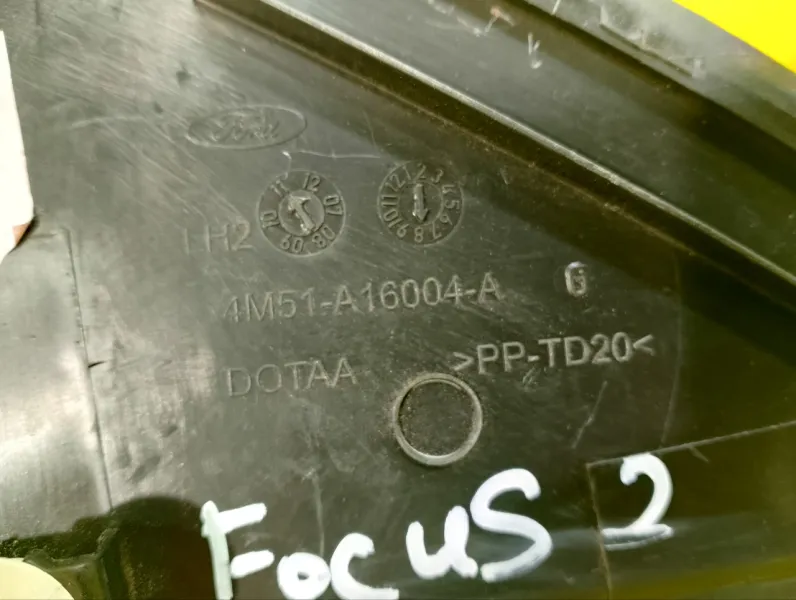 Ford
11 12 07 08 09 10
12 1 2 3 4 5 6 7 8 9 10 11
LH2
4M51-A16004-A
DOTAA >PP-TD20<
FOCUS 2